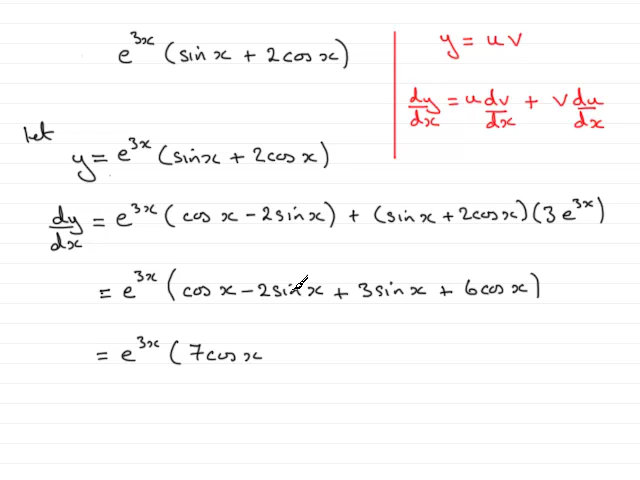 e^{3x} (sin x + 2cos x)
y = uv
dy/dx = u dv/dx + v du/dx
Let
y = e^{3x} (sin x + 2cos x)
dy/dx = e^{3x} (cos x - 2sin x) + (sin x + 2cos x)(3e^{3x})
= e^{3x} (cos x - 2sin x + 3sin x + 6cos x)
= e^{3x} (7cos x